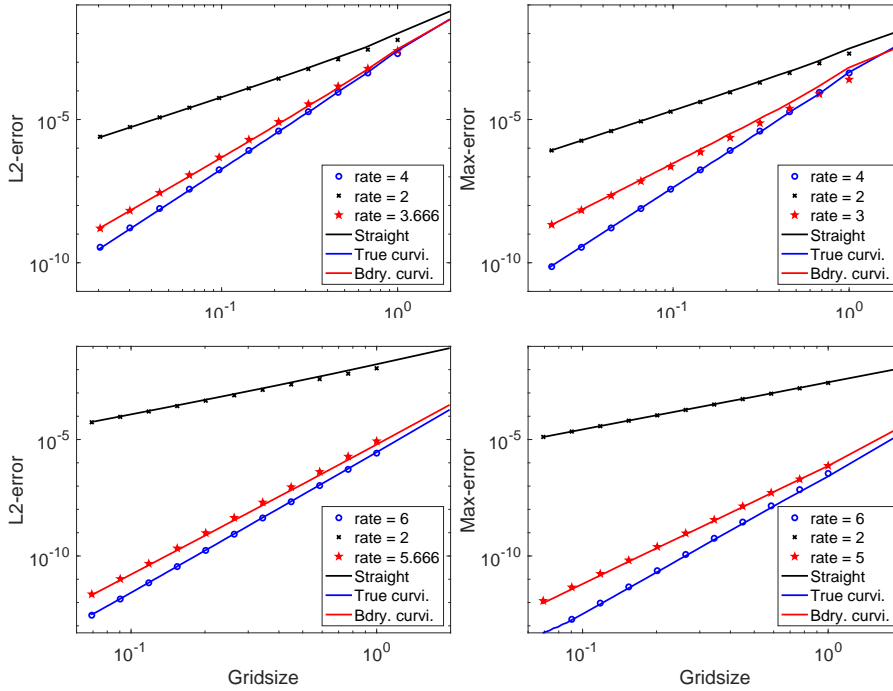 L2-error
10^-5
10^-10
10^-1
10^0
rate = 4
rate = 2
rate = 3.666
Straight
True curvi.
Bdry. curvi.
Max-error
10^-5
10^-10
10^-1
10^0
rate = 4
rate = 2
rate = 3
Straight
True curvi.
Bdry. curvi.
L2-error
10^-5
10^-10
10^-1
10^0
Gridsize
rate = 6
rate = 2
rate = 5.666
Straight
True curvi.
Bdry. curvi.
Max-error
10^-5
10^-10
10^-1
10^0
Gridsize
rate = 6
rate = 2
rate = 5
Straight
True curvi.
Bdry. curvi.